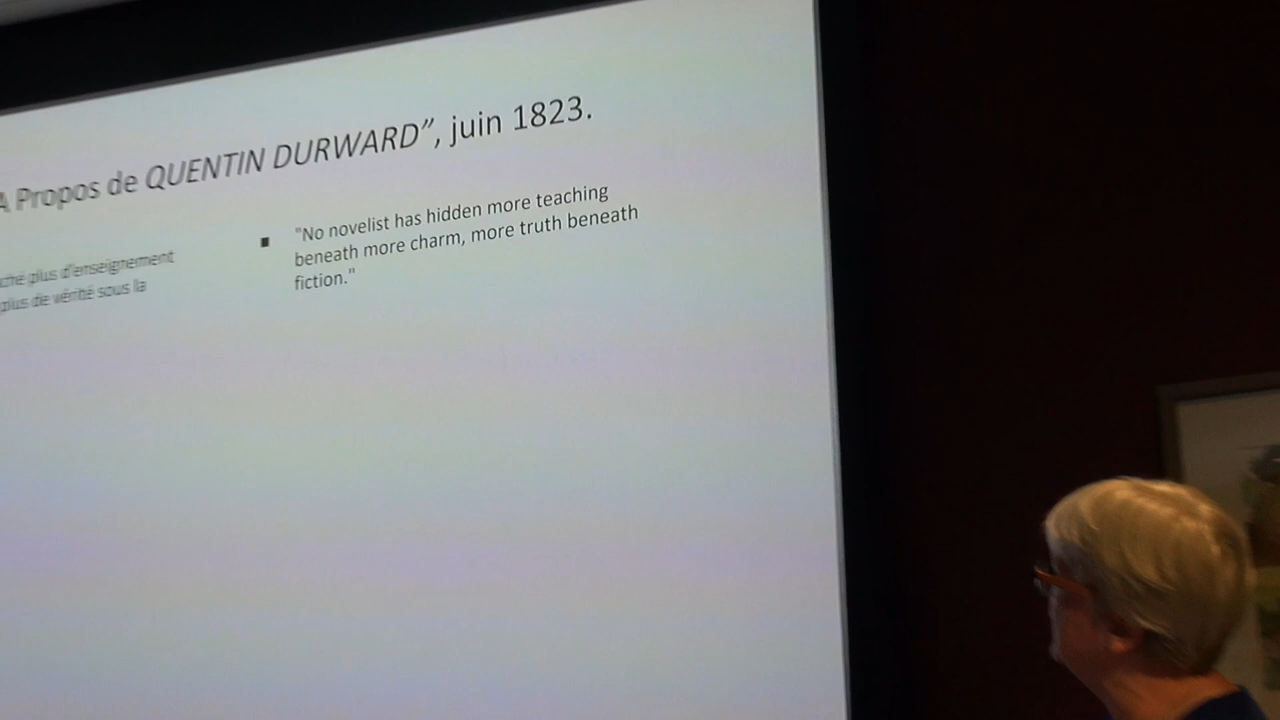 A Propos de QUENTIN DURWARD”, juin 1823.
plus d'enseignement
plus de vérité sous la
▪ "No novelist has hidden more teaching
beneath more charm, more truth beneath
fiction."